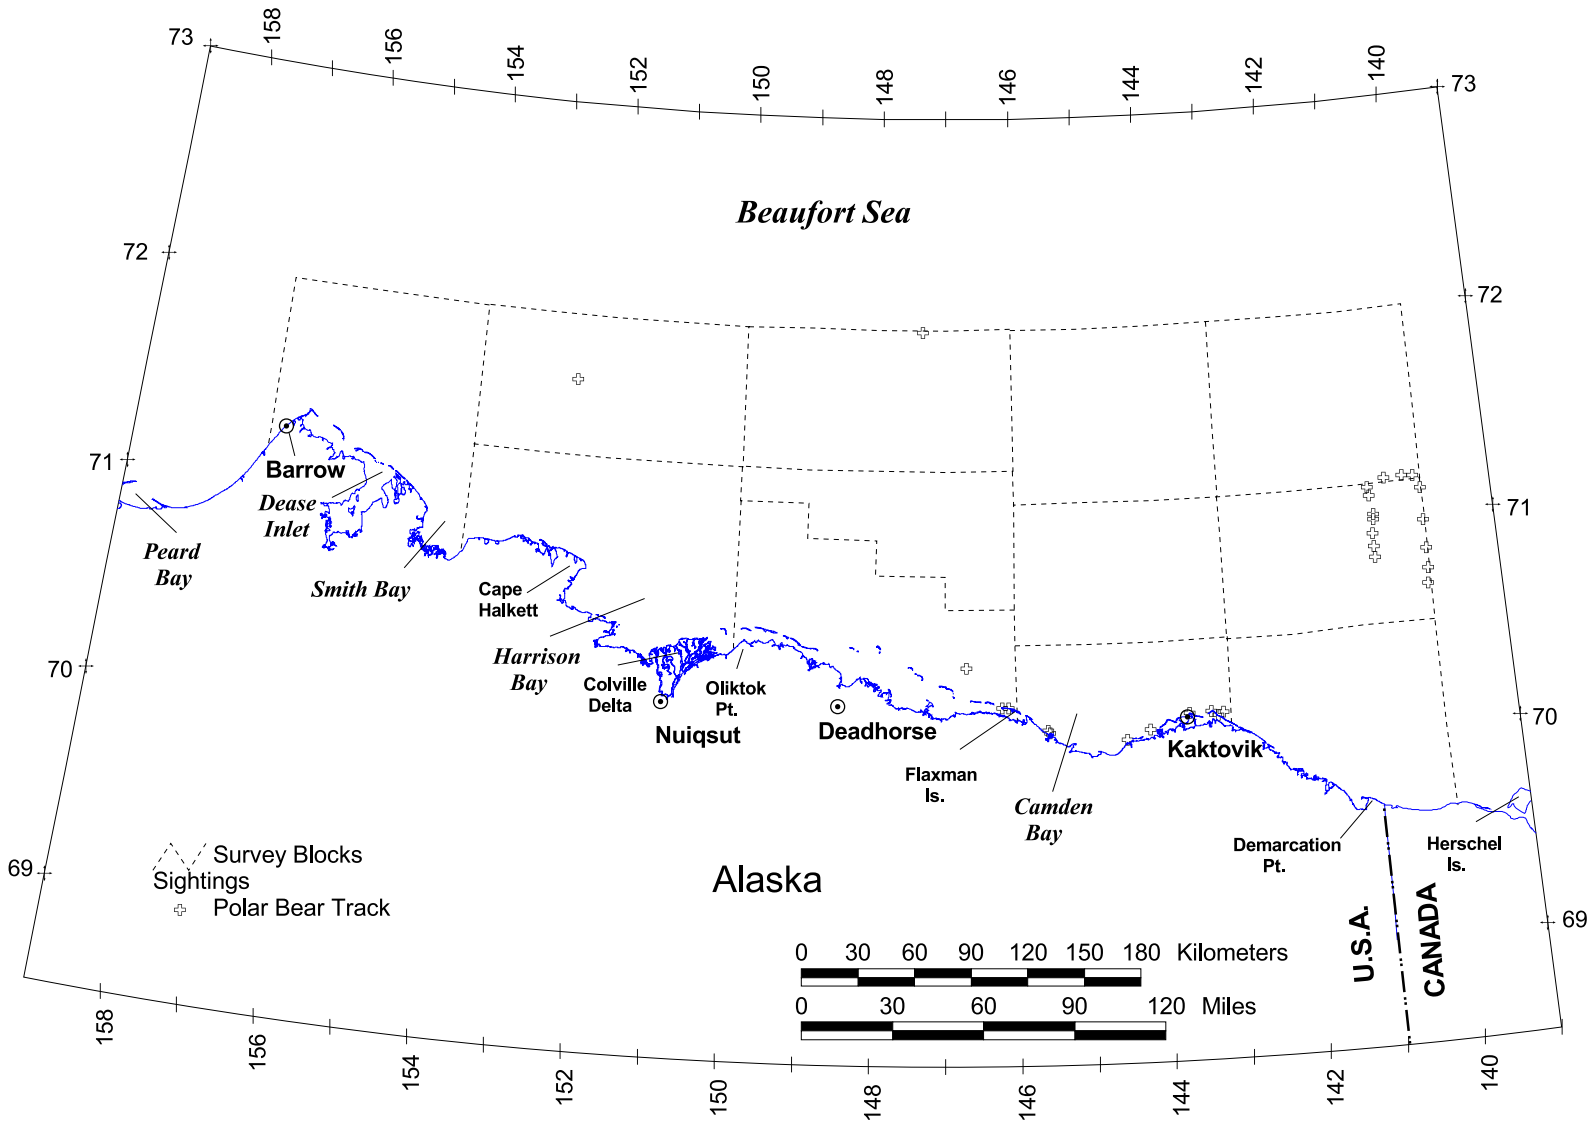 158
156
154
152
150
148
146
144
142
140
73
73
Beaufort Sea
72
72
71
71
Barrow
Dease
Inlet
Peard
Bay
Smith Bay
Cape
Halkett
Harrison
Bay
Colville
Delta
Oliktok
Pt.
70
70
Nuiqsut
Deadhorse
Kaktovik
Flaxman
Is.
Camden
Bay
Demarcation
Pt.
Herschel
Is.
69
69
Survey Blocks
Sightings
Polar Bear Track
Alaska
U.S.A.
CANADA
0 30 60 90 120 150 180 Kilometers
0 30 60 90 120 Miles
158
156
154
152
150
148
146
144
142
140